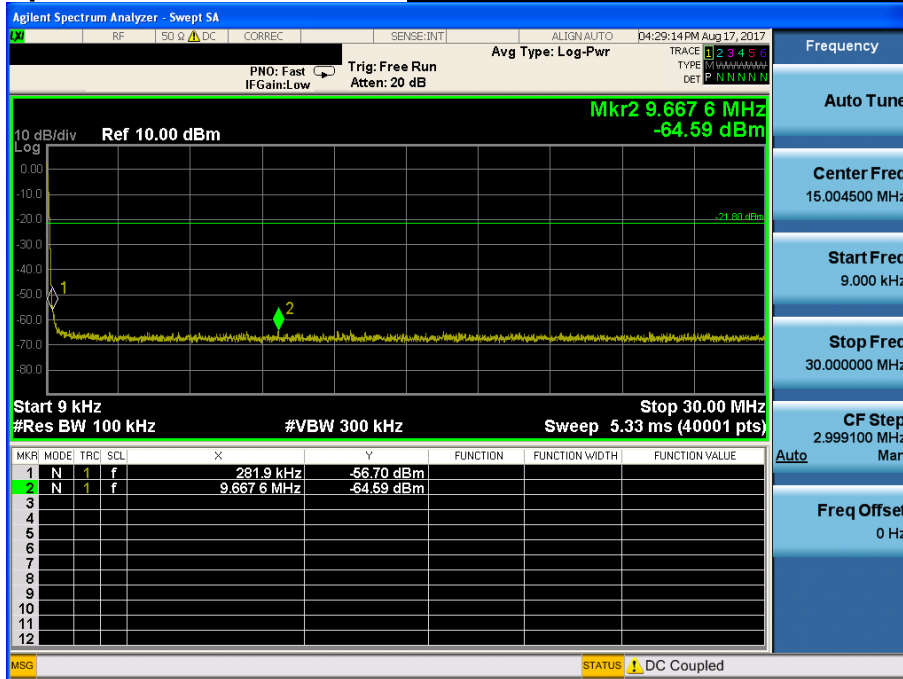 Agilent Spectrum Analyzer - Swept SA
LXI RF 50 Ω DC CORREC SENSE:INT ALIGN AUTO 04:29:14 PM Aug 17, 2017
Avg Type: Log-Pwr TRACE 1 2 3 4 5 6
PNO: Fast Trig: Free Run TYPE M WWWWW
IFGain:Low Atten: 20 dB DET P N N N N N
Mkr2 9.667 6 MHz
-64.59 dBm
10 dB/div Ref 10.00 dBm
Log
0.00
-10.0
-20.0
-21.80 dBm
-30.0
-40.0
-50.0
1
-60.0
2
-70.0
-80.0
Start 9 kHz Stop 30.00 MHz
#Res BW 100 kHz #VBW 300 kHz Sweep 5.33 ms (40001 pts)
MKR MODE TRC SCL X Y FUNCTION FUNCTION WIDTH FUNCTION VALUE
1 N 1 f 281.9 kHz -56.70 dBm
2 N 1 f 9.667 6 MHz -64.59 dBm
3
4
5
6
7
8
9
10
11
12
MSG STATUS DC Coupled
Frequency
Auto Tune
Center Freq
15.004500 MHz
Start Freq
9.000 kHz
Stop Freq
30.000000 MHz
CF Step
2.999100 MHz
Auto Man
Freq Offset
0 Hz